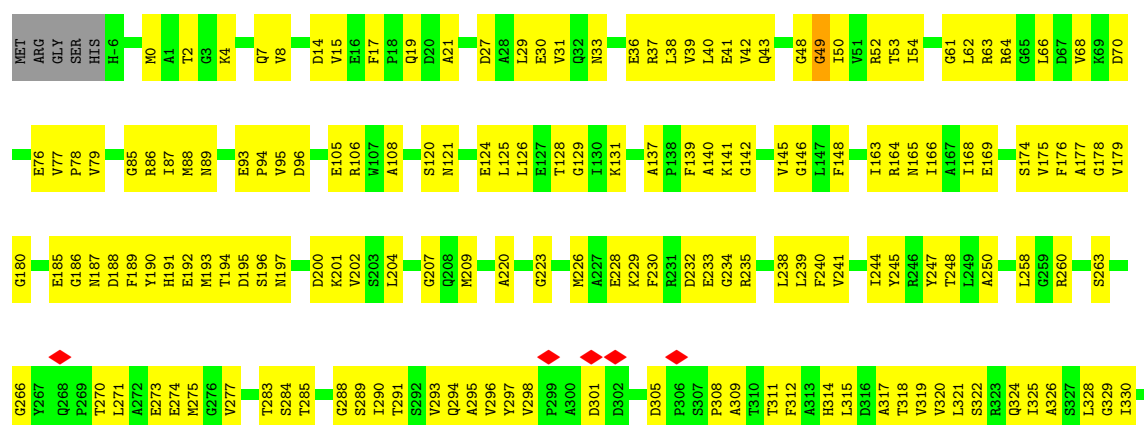 MET ARG GLY SER HIS H-6 M0 A1 T2 G3 K4 Q7 V8 D14 V15 E16 F17 P18 Q19 D20 A21 D27 A28 L29 E30 V31 Q32 N33 E36 R37 L38 V39 L40 E41 V42 Q43 G48 G49 I50 V51 R52 T53 I54 G61 L62 R63 R64 G65 L66 D67 V68 K69 D70
E76 V77 P78 V79 G85 R86 I87 M88 N89 E93 P94 V95 D96 E105 R106 W107 A108 S120 N121 E124 L125 L126 E127 T128 G129 I130 K131 A137 P138 F139 A140 K141 G142 V145 G146 L147 F148 I163 R164 N165 I166 A167 I168 E169 S174 V175 F176 A177 G178 V179
G180 E185 G186 N187 D188 F189 Y190 H191 E192 M193 T194 D195 S196 N197 D200 K201 V202 S203 L204 G207 Q208 M209 A220 G223 M226 A227 E228 K229 F230 R231 D232 E233 G234 R235 L238 L239 F240 V241 I244 Y245 R246 Y247 T248 L249 A250 L258 G259 R260 S263
G266 Y267 Q268 P269 T270 L271 A272 E273 E274 M275 G276 V277 T283 S284 T285 G288 S289 I290 T291 S292 V293 Q294 A295 V296 Y297 V298 P299 A300 D301 D302 D305 P306 S307 P308 A309 T310 T311 F312 A313 H314 L315 D316 A317 T318 V319 V320 L321 S322 R323 Q324 I325 A326 S327 L328 G329 I330